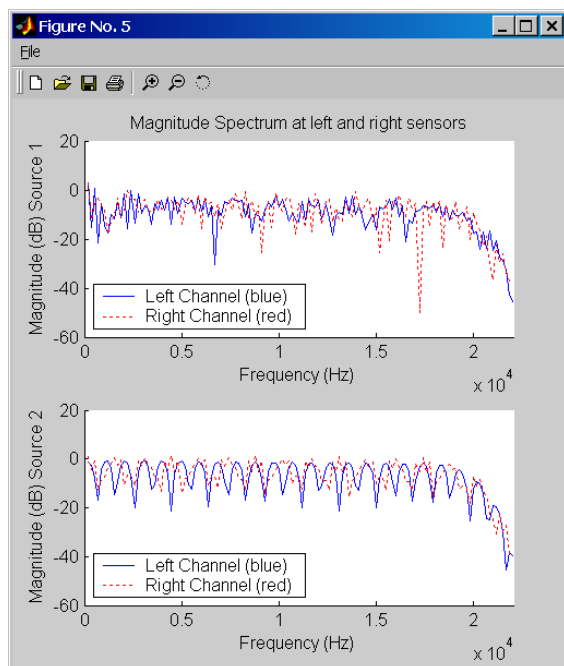 Figure No. 5
File
Magnitude Spectrum at left and right sensors
Magnitude (dB) Source 1
20
0
-20
-40
-60
Left Channel (blue)
Right Channel (red)
0
0.5
1
1.5
2
x 10^4
Frequency (Hz)
Magnitude (dB) Source 2
20
0
-20
-40
-60
Left Channel (blue)
Right Channel (red)
0
0.5
1
1.5
2
x 10^4
Frequency (Hz)